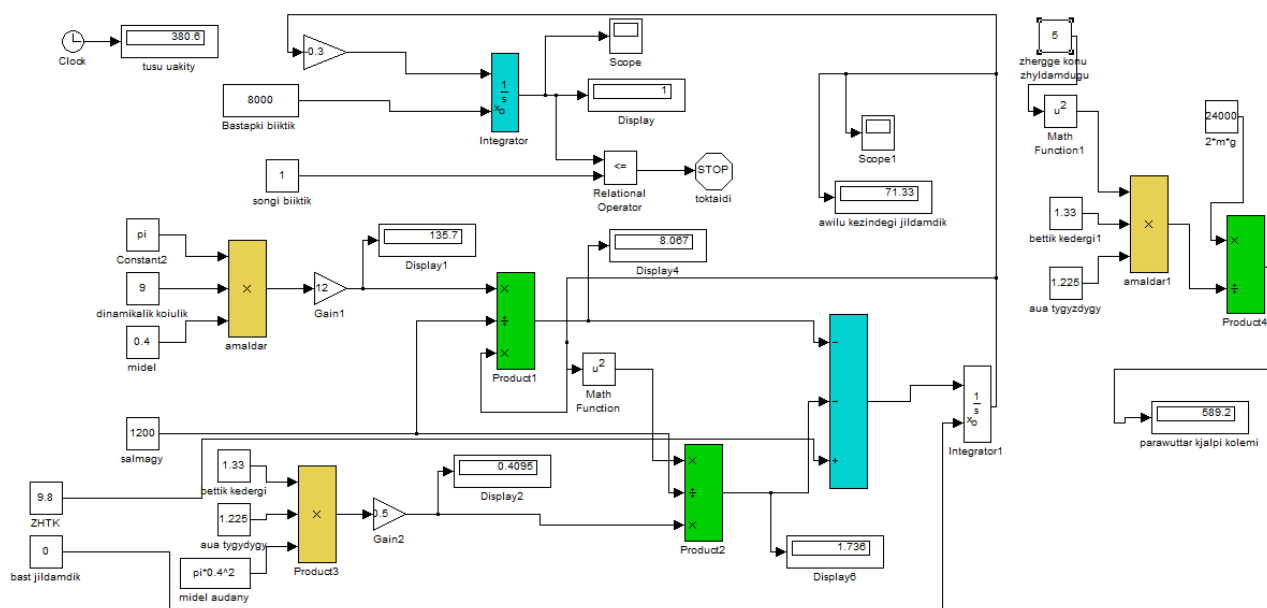 380.6
Clock
tusu uakity
0.3
Scope
8000
Bastapki biiktik
1
s
xo
Integrator
1
Display
1
songi biiktik
<=
Relational
Operator
STOP
toktaidi
Scope1
71.33
awilu kezindegi jildamdik
5
zhergge konu
zhyldamdugu
u2
Math
Function1
24000
2*m*g
1.33
bettik kedergi1
1.225
aua tygyzdygy
amaldar1
Product4
589.2
parawuttar kjalpi kolemi
pi
Constant2
9
dinamikalik koiulik
0.4
midel
amaldar
12
Gain1
135.7
Display1
8.067
Display4
Product1
u2
Math
Function
1
s
xo
Integrator1
1200
salmagy
9.8
ZHTK
0
bast jildamdik
1.33
bettik kedergi
1.225
aua tygydygy
pi*0.4^2
midel audany
Product3
0.5
Gain2
0.4095
Display2
Product2
1.736
Display6